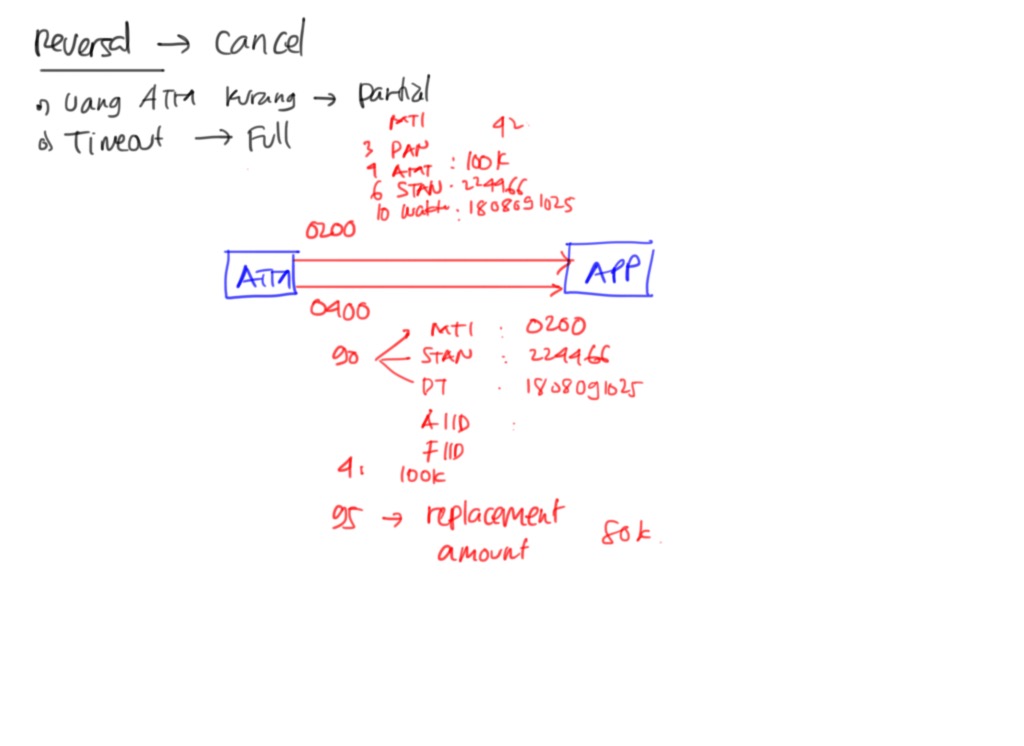 Reversal → Cancel
a) Uang ATM kurang → partial
b) Timeout → Full
MTI 42
3 PAN
4 AMT : 100k
6 STAN . 224466
10 waktu : 1808091025
0200
ATM APP
0400
90 MTI : 0200
STAN : 224466
DT . 1808091025
AIID :
FIID
4: 100k
95 → replacement
amount 80k.